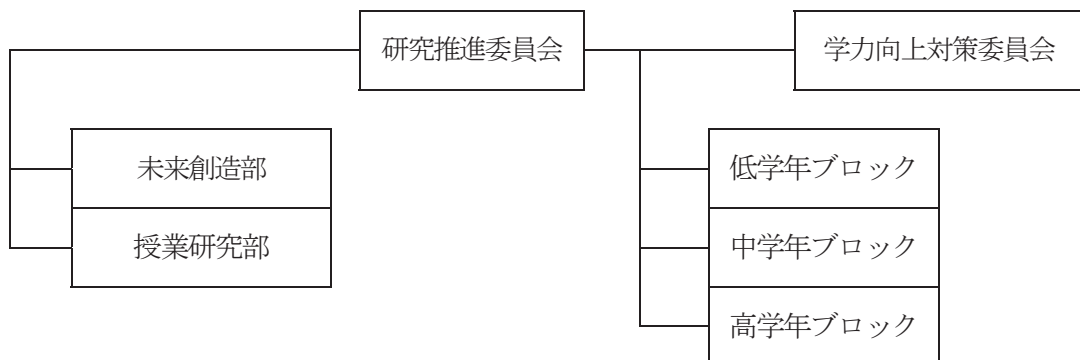 研究推進委員会
学力向上対策委員会
未来創造部
授業研究部
低学年ブロック
中学年ブロック
高学年ブロック